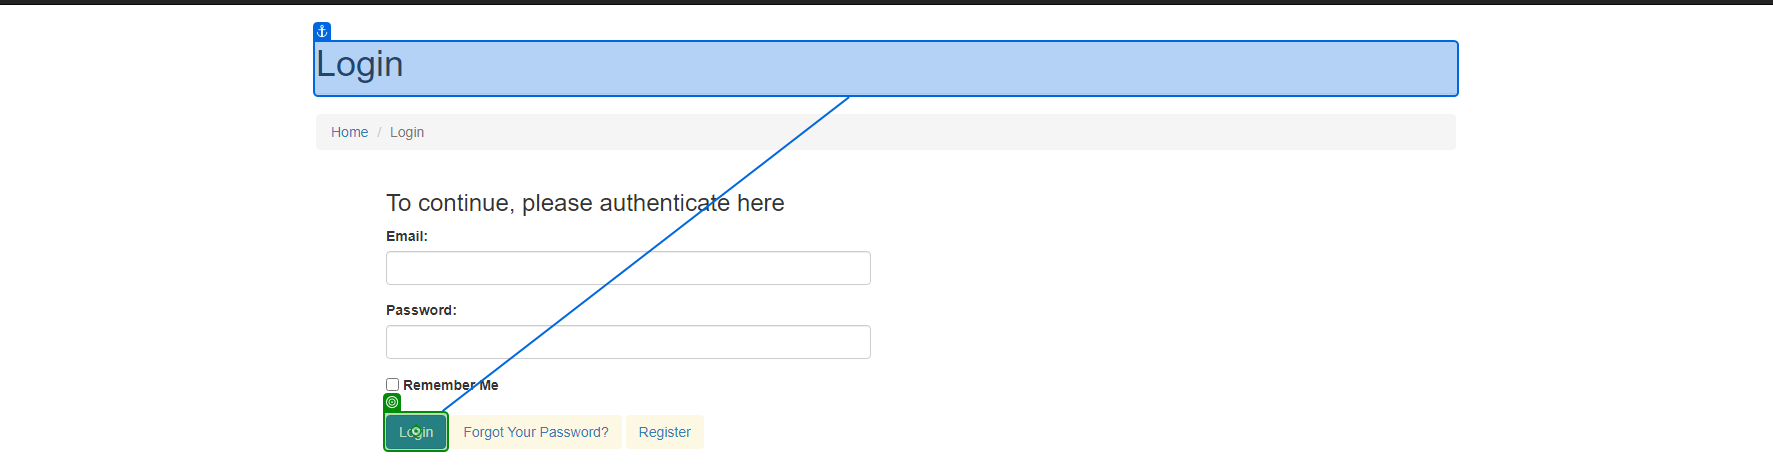 Login
Home / Login
To continue, please authenticate here
Email:
Password:
Remember Me
Login Forgot Your Password? Register